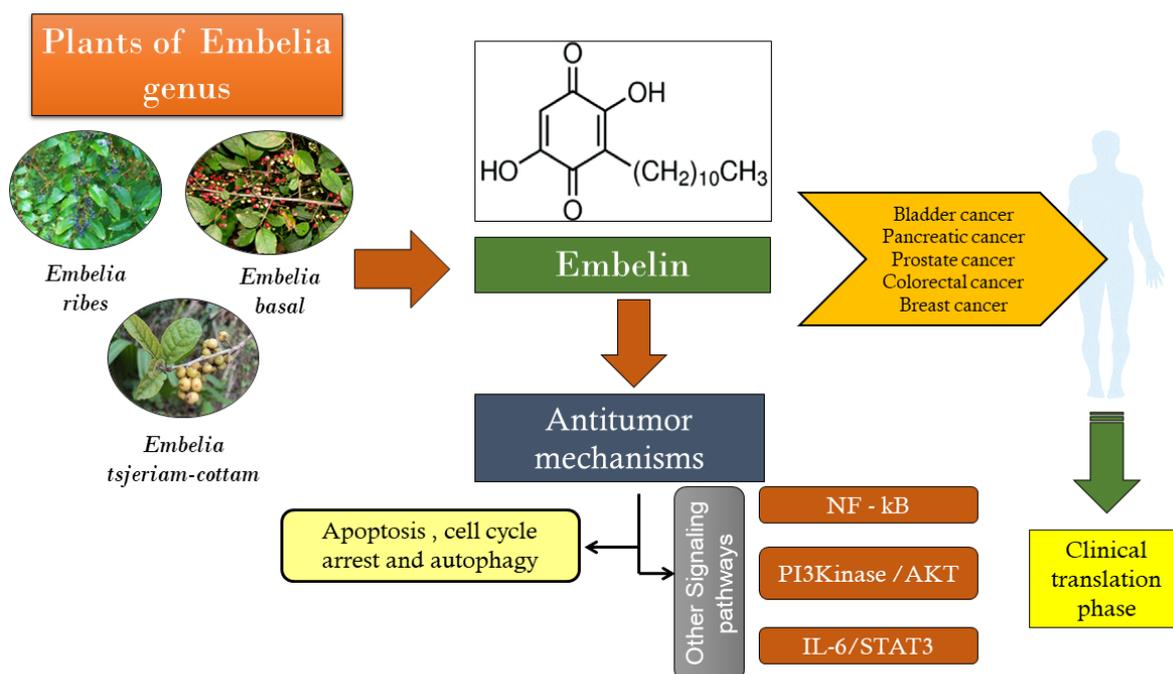 Plants of Embelia
genus
Embelia
ribes
Embelia
basal
Embelia
tsjeriam-cottam
O
OH
HO
(CH2)10CH3
O
Embelin
Bladder cancer
Pancreatic cancer
Prostate cancer
Colorectal cancer
Breast cancer
Antitumor
mechanisms
Apoptosis , cell cycle
arrest and autophagy
Other Signaling
pathways
NF - kB
PI3Kinase /AKT
IL-6/STAT3
Clinical
translation
phase